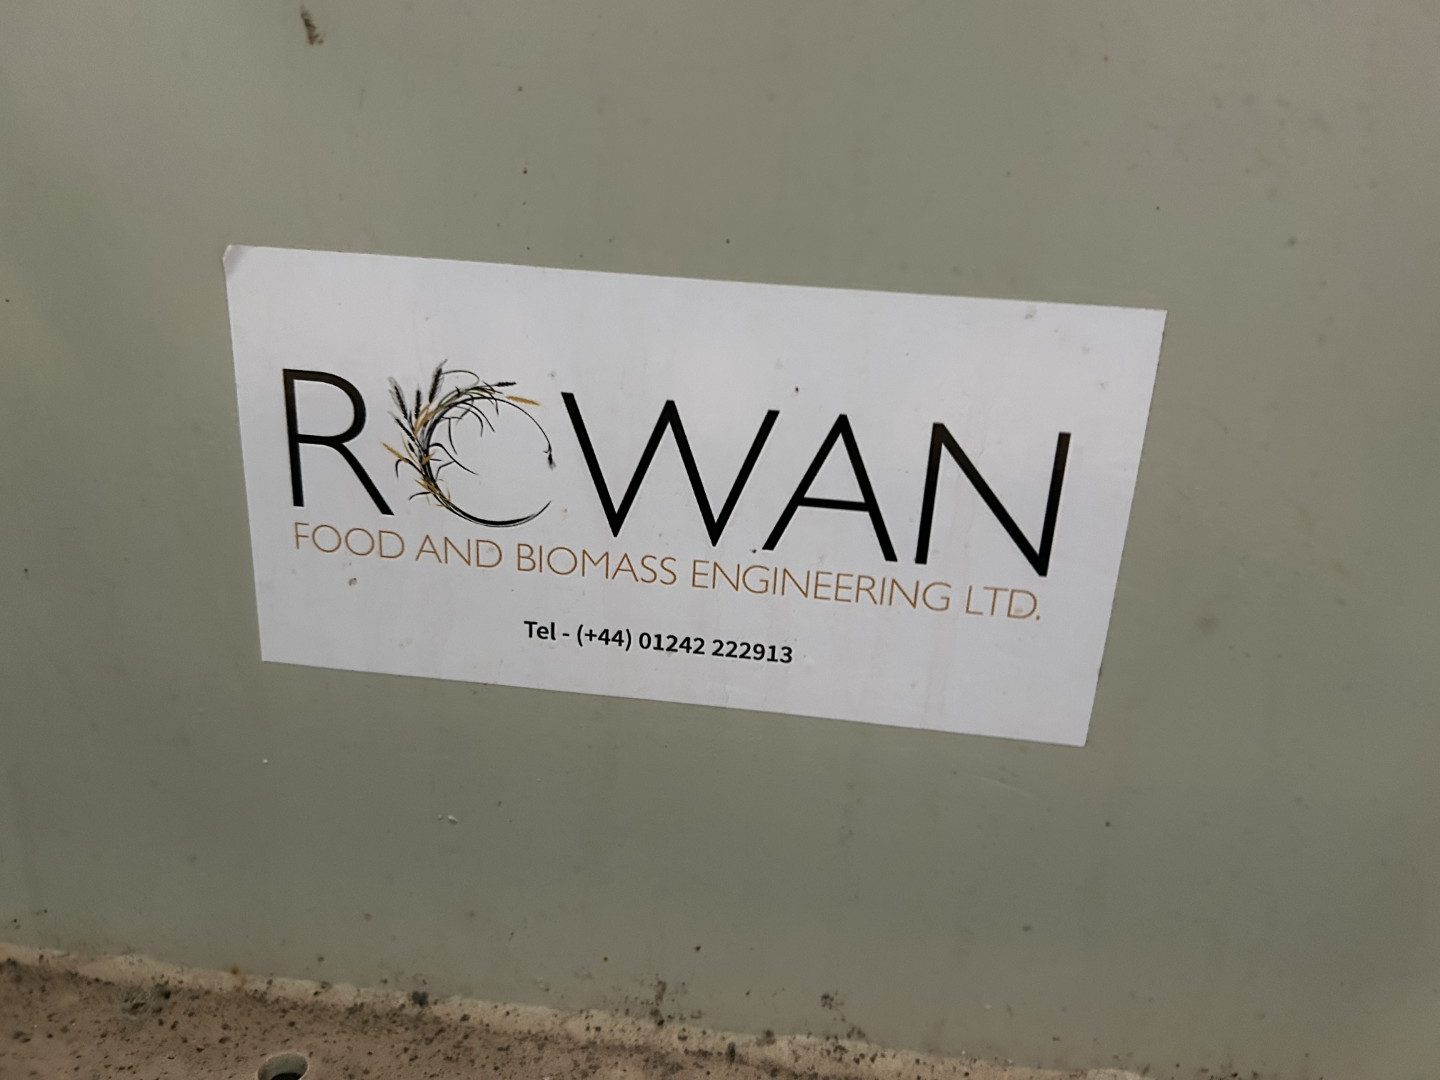 ROWAN
FOOD AND BIOMASS ENGINEERING LTD.
Tel - (+44) 01242 222913